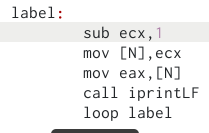 label:
sub ecx,1
mov [N],ecx
mov eax,[N]
call iprintLF
loop label